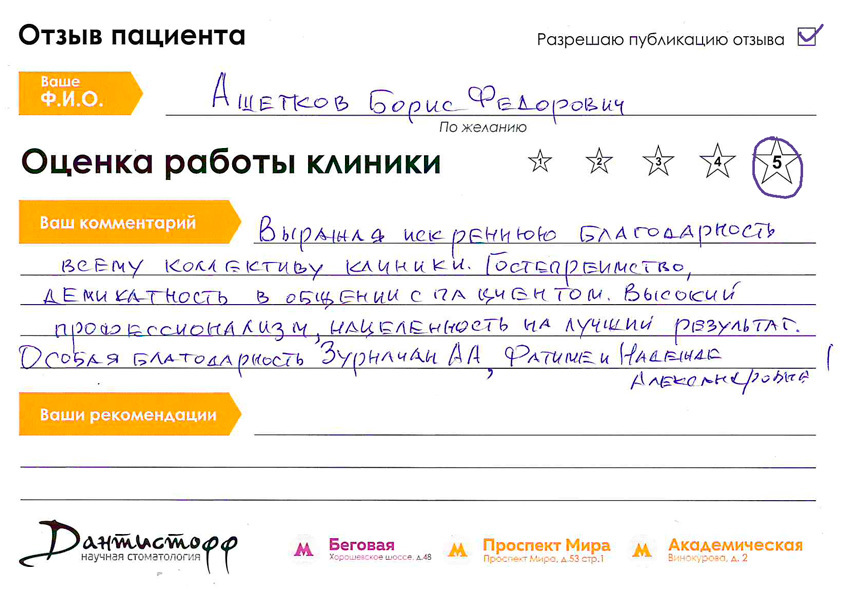 Отзыв пациента
Разрешаю публикацию отзыва
Ваше
Ф.И.О.
Ащетков Борис Федорович
По желанию
Оценка работы клиники
1 2 3 4 5
Ваш комментарий
Выражая искреннюю благодарность
всему коллективу клиники. Гостепреимство,
деликатность в общении с пациентом. Высокий
профессионализм, нацеленность на лучший результат.
Особая благодарность АА, Фатиме и Надежде
Александровне !
Ваши рекомендации
Дантистофф
научная стоматология
Беговая
Хорошевское шоссе, д.48
Проспект Мира
Проспект Мира, д.53 стр.1
Академическая
Винокурова, д. 2